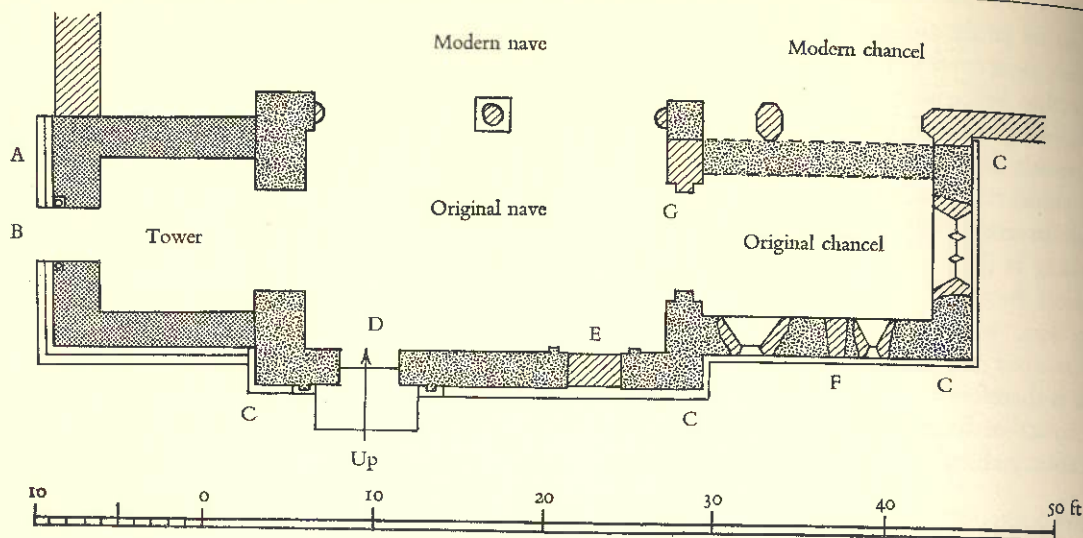 Modern nave
Modern chancel
A
C
B
Tower
Original nave
G
Original chancel
D
E
C
C
F
C
Up
10 0 10 20 30 40 50 ft